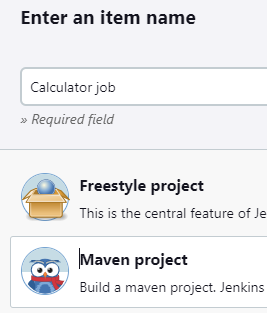 Enter an item name
Calculator job
» Required field
Freestyle project
This is the central feature of Je
Maven project
Build a maven project. Jenkins